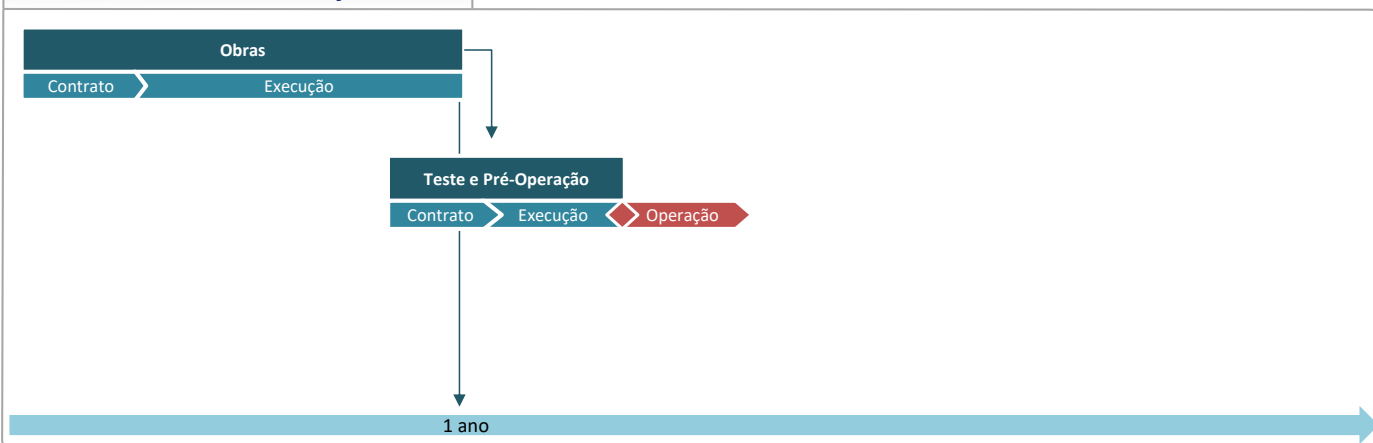 Obras
Contrato
Execução
Teste e Pré-Operação
Contrato
Execução
Operação
1 ano